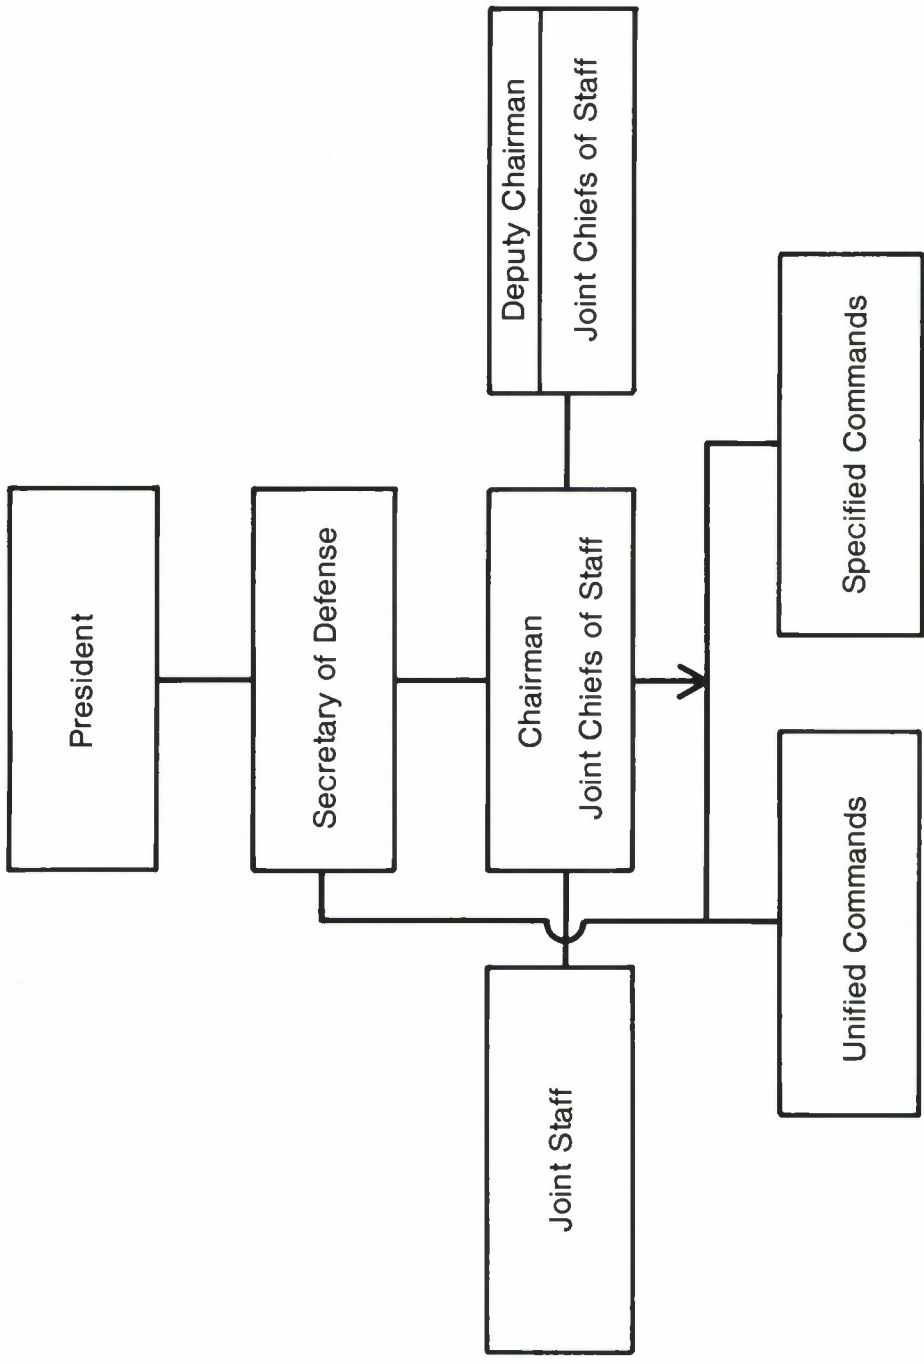 President
Secretary of Defense
Joint Staff
Chairman
Joint Chiefs of Staff
Deputy Chairman
Joint Chiefs of Staff
Unified Commands
Specified Commands